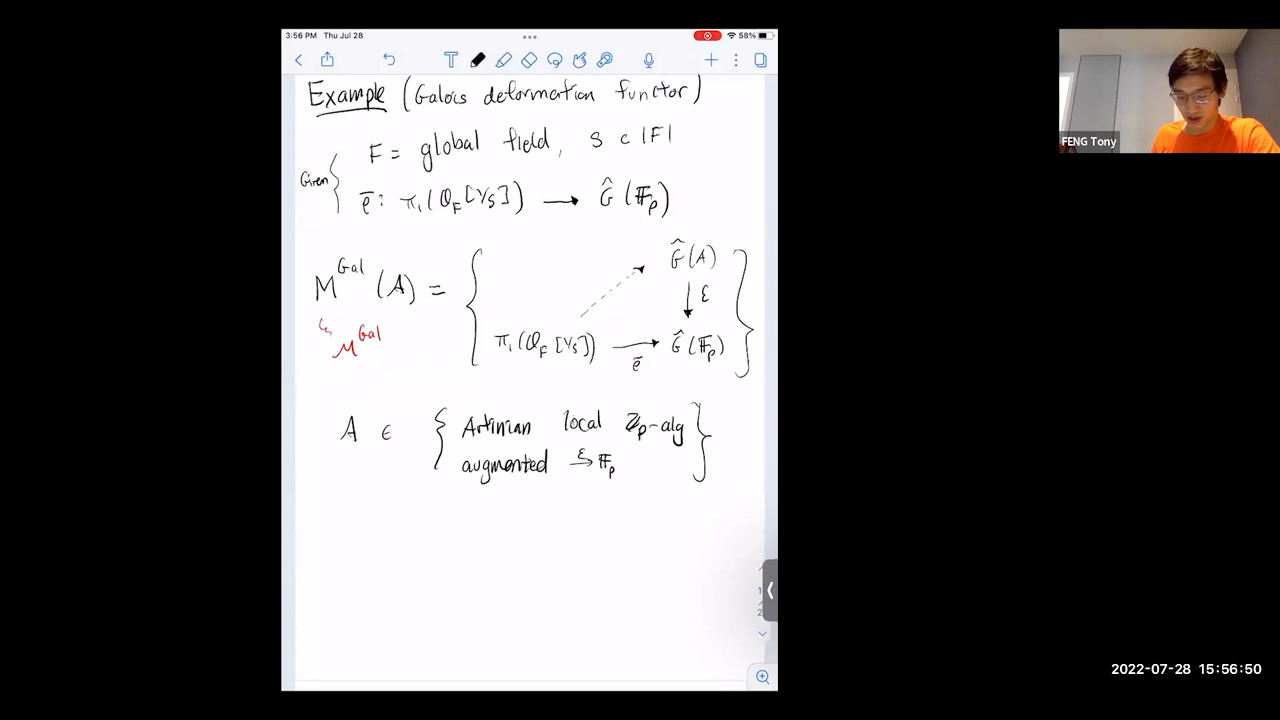 3:56 PM Thu Jul 28
58%
Example (Galois deformation functor)
F = global field, S ⊂ |F|
Given {
ρ̄ : π₁(O_F[1/S]) → Ĝ(𝔽_p)
M^Gal (A) = {
Ĝ(A)
↓ ε
π₁(O_F[1/S]) →_ρ̄ Ĝ(𝔽_p) }
↪ M^Gal
A ∈ { Artinian local ℤ_p-alg
augmented →^ε 𝔽_p }
FENG Tony
2022-07-28 15:56:50